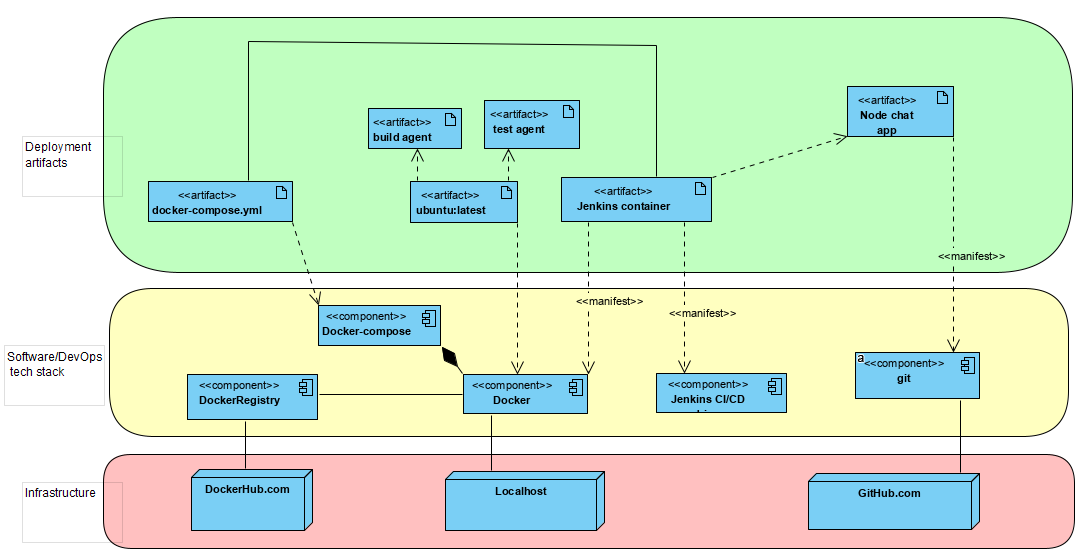 Deployment
artifacts
<<artifact>>
build agent
<<artifact>>
test agent
<<artifact>>
Node chat
app
<<artifact>>
docker-compose.yml
<<artifact>>
ubuntu:latest
<<artifact>>
Jenkins container
<<manifest>>
<<manifest>>
<<manifest>>
Software/DevOps
tech stack
<<component>>
Docker-compose
<<component>>
DockerRegistry
<<component>>
Docker
<<component>>
Jenkins CI/CD
a
<<component>>
git
Infrastructure
DockerHub.com
Localhost
GitHub.com